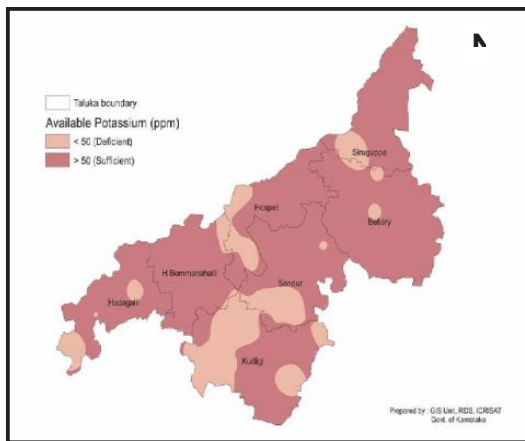 N
Taluka boundary
Available Potassium (ppm)
< 50 (Deficient)
> 50 (Sufficient)
Siruguppa
Hospet
Bellary
H Bommanahalli
Sandur
Hadagali
Kudligi
Prepared by : GIS Unit, RDS, ICRISAT
Govt. of Karnataka